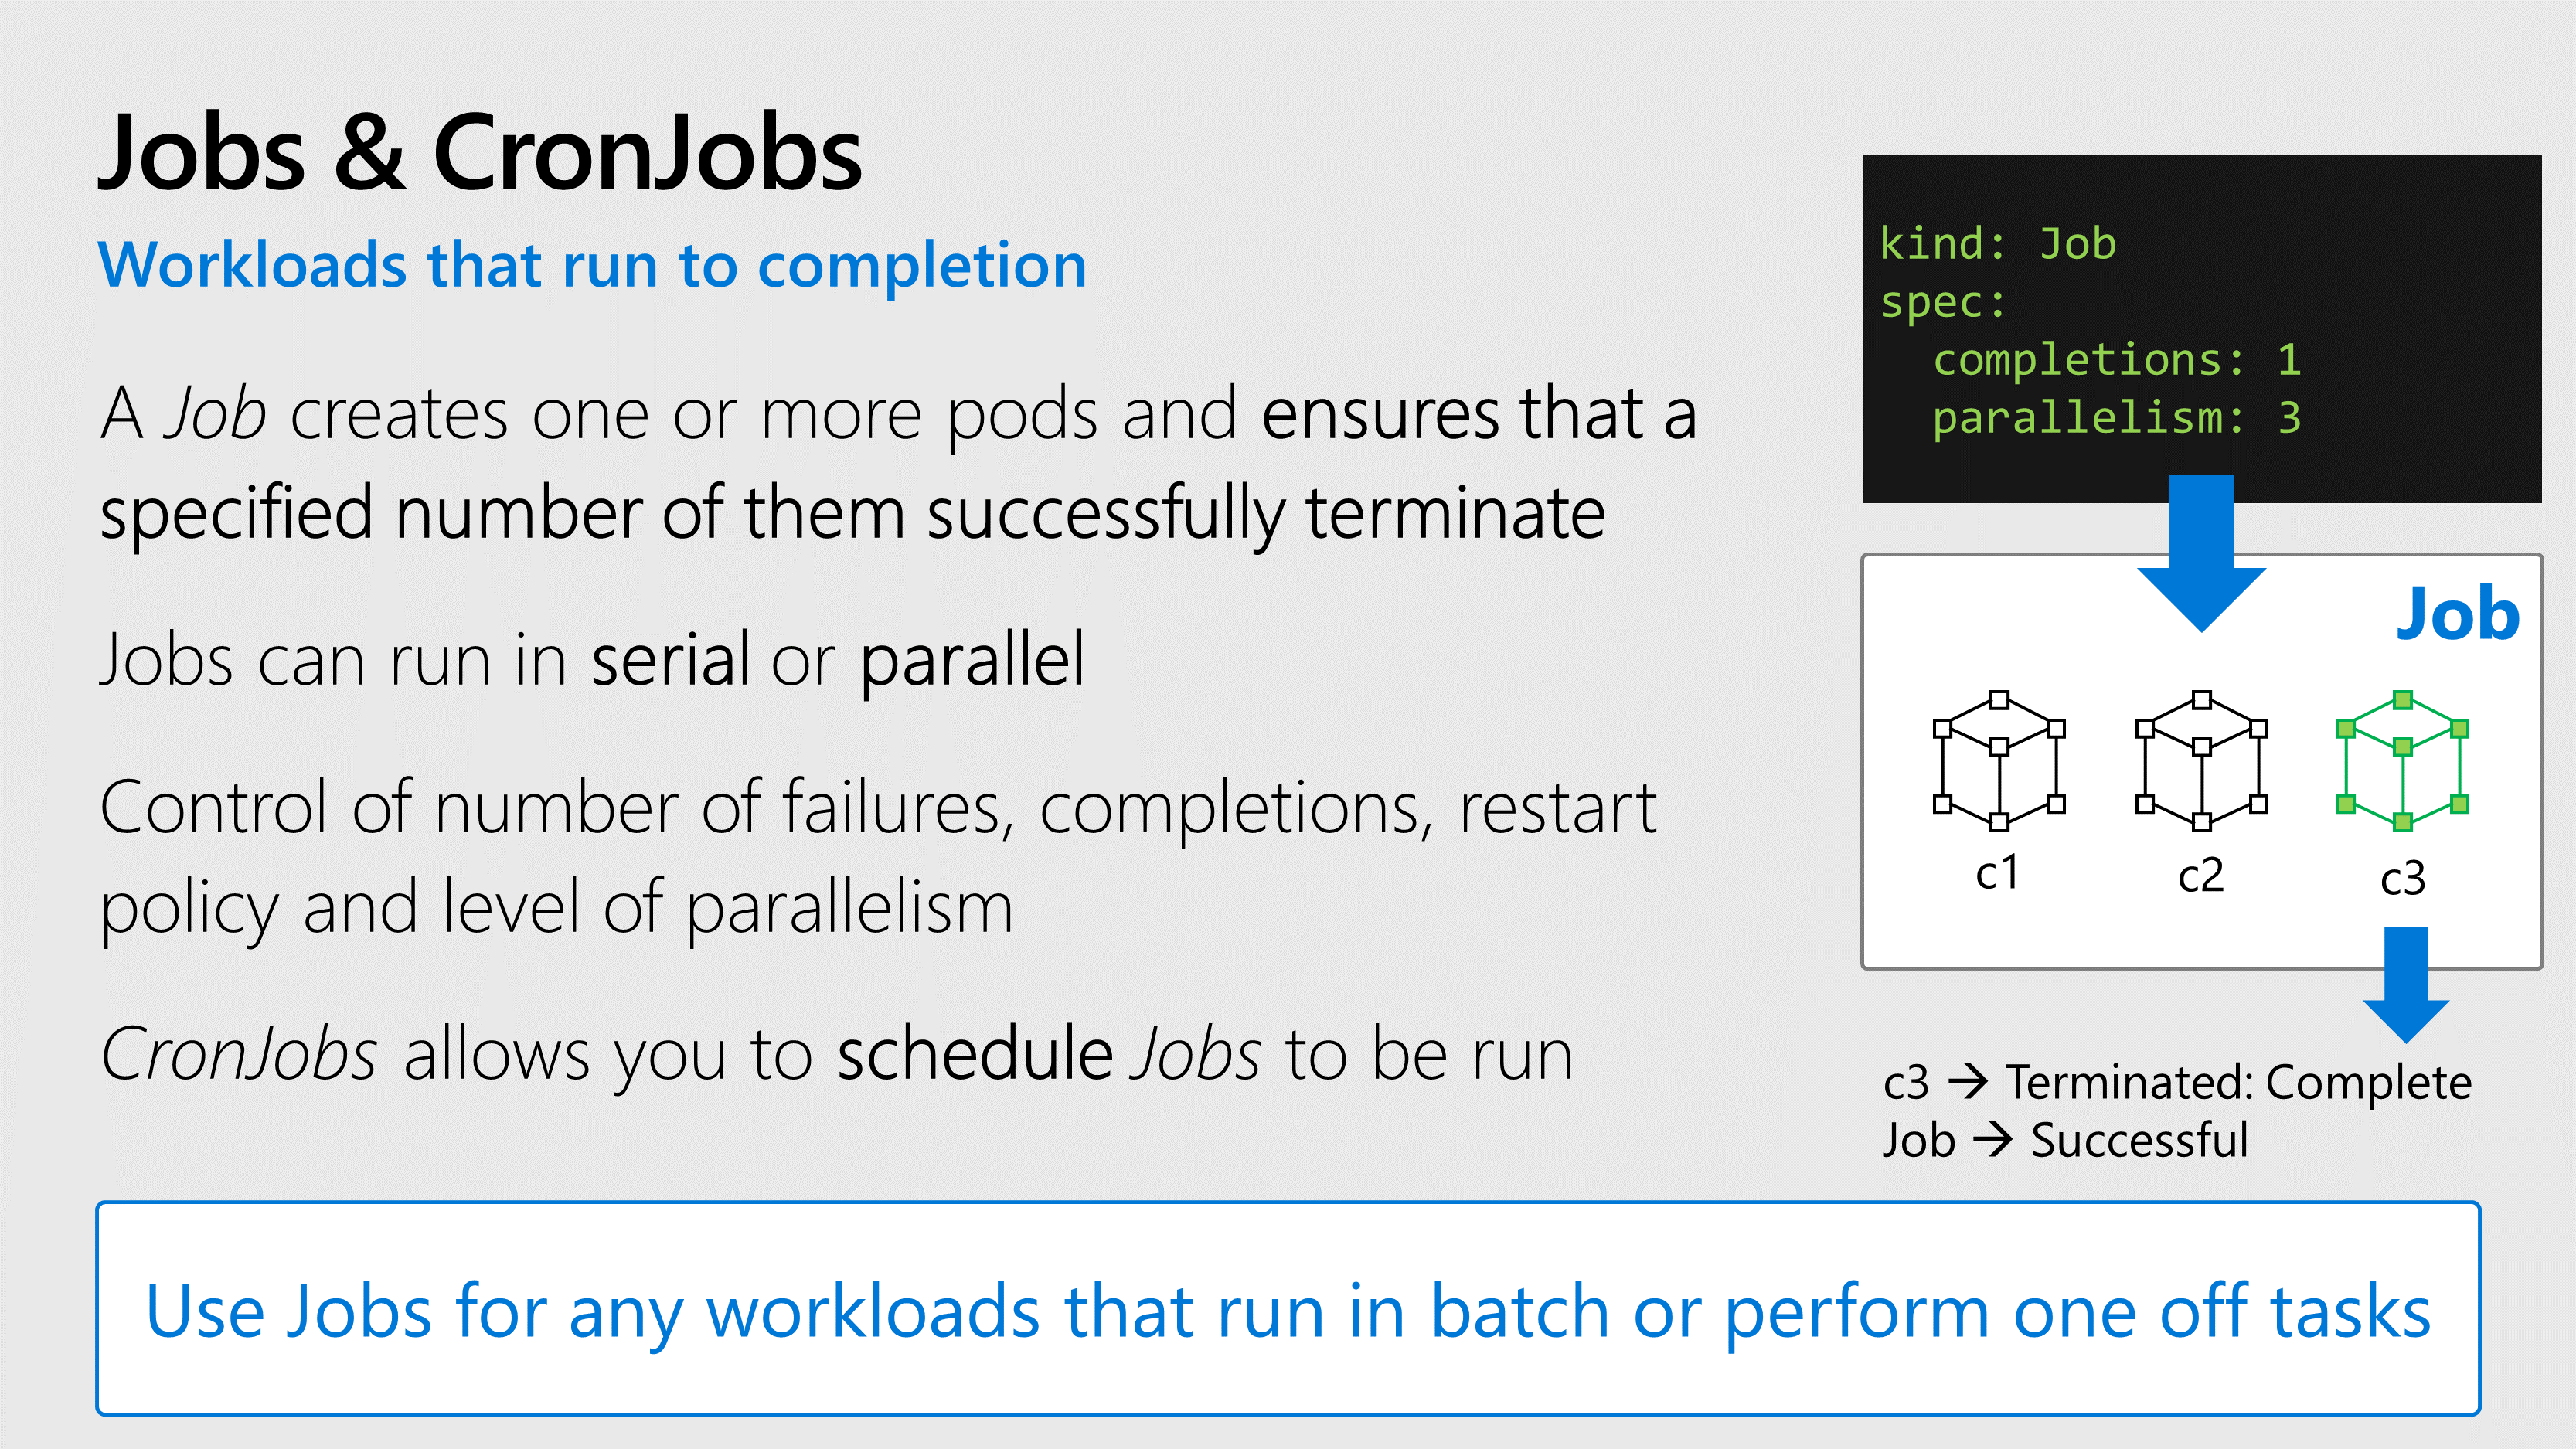 Jobs & CronJobs
Workloads that run to completion
A Job creates one or more pods and ensures that a
specified number of them successfully terminate
Jobs can run in serial or parallel
Control of number of failures, completions, restart
policy and level of parallelism
CronJobs allows you to schedule Jobs to be run
kind: Job
spec:
  completions: 1
  parallelism: 3
Job
c1 c2 c3
c3 → Terminated: Complete
Job → Successful
Use Jobs for any workloads that run in batch or perform one off tasks